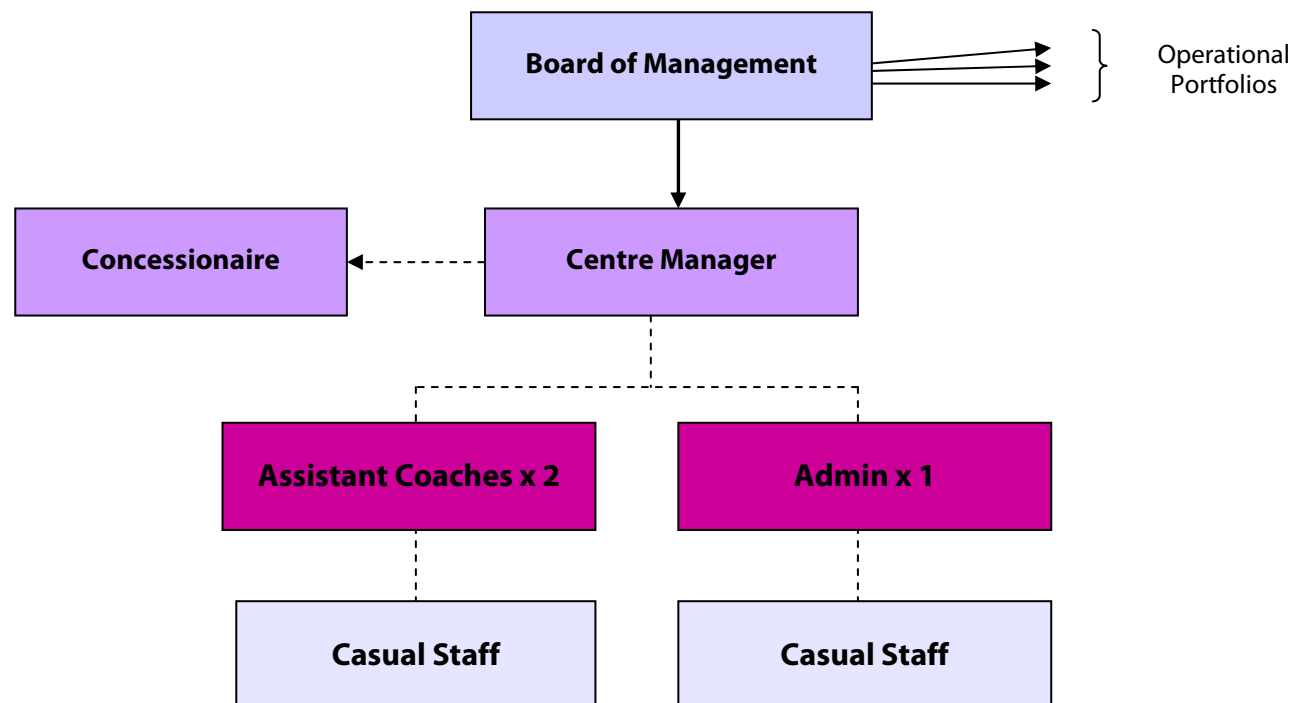 Board of Management
Operational
Portfolios
Concessionaire
Centre Manager
Assistant Coaches x 2
Admin x 1
Casual Staff
Casual Staff